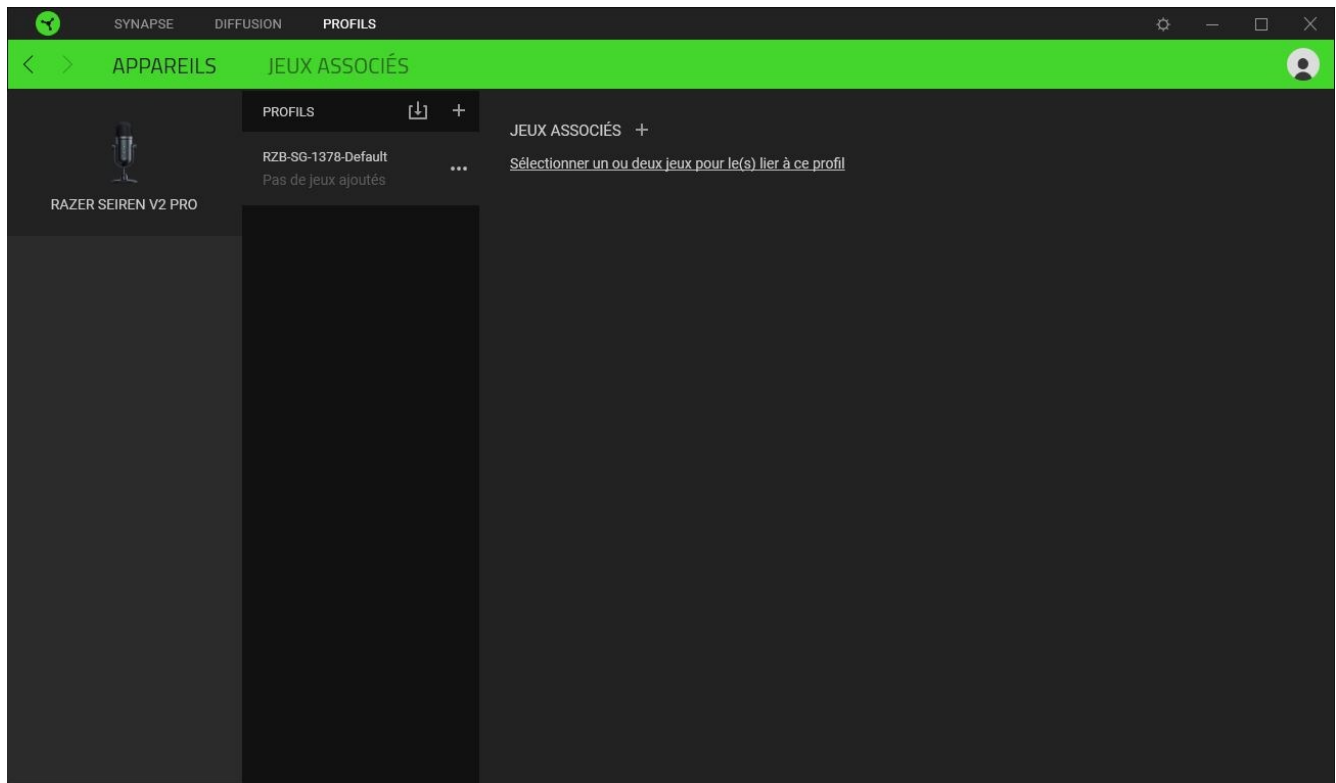 SYNAPSE DIFFUSION PROFILS
APPAREILS JEUX ASSOCIÉS
RAZER SEIREN V2 PRO
PROFILS
RZB-SG-1378-Default
Pas de jeux ajoutés
JEUX ASSOCIÉS +
Sélectionner un ou deux jeux pour le(s) lier à ce profil